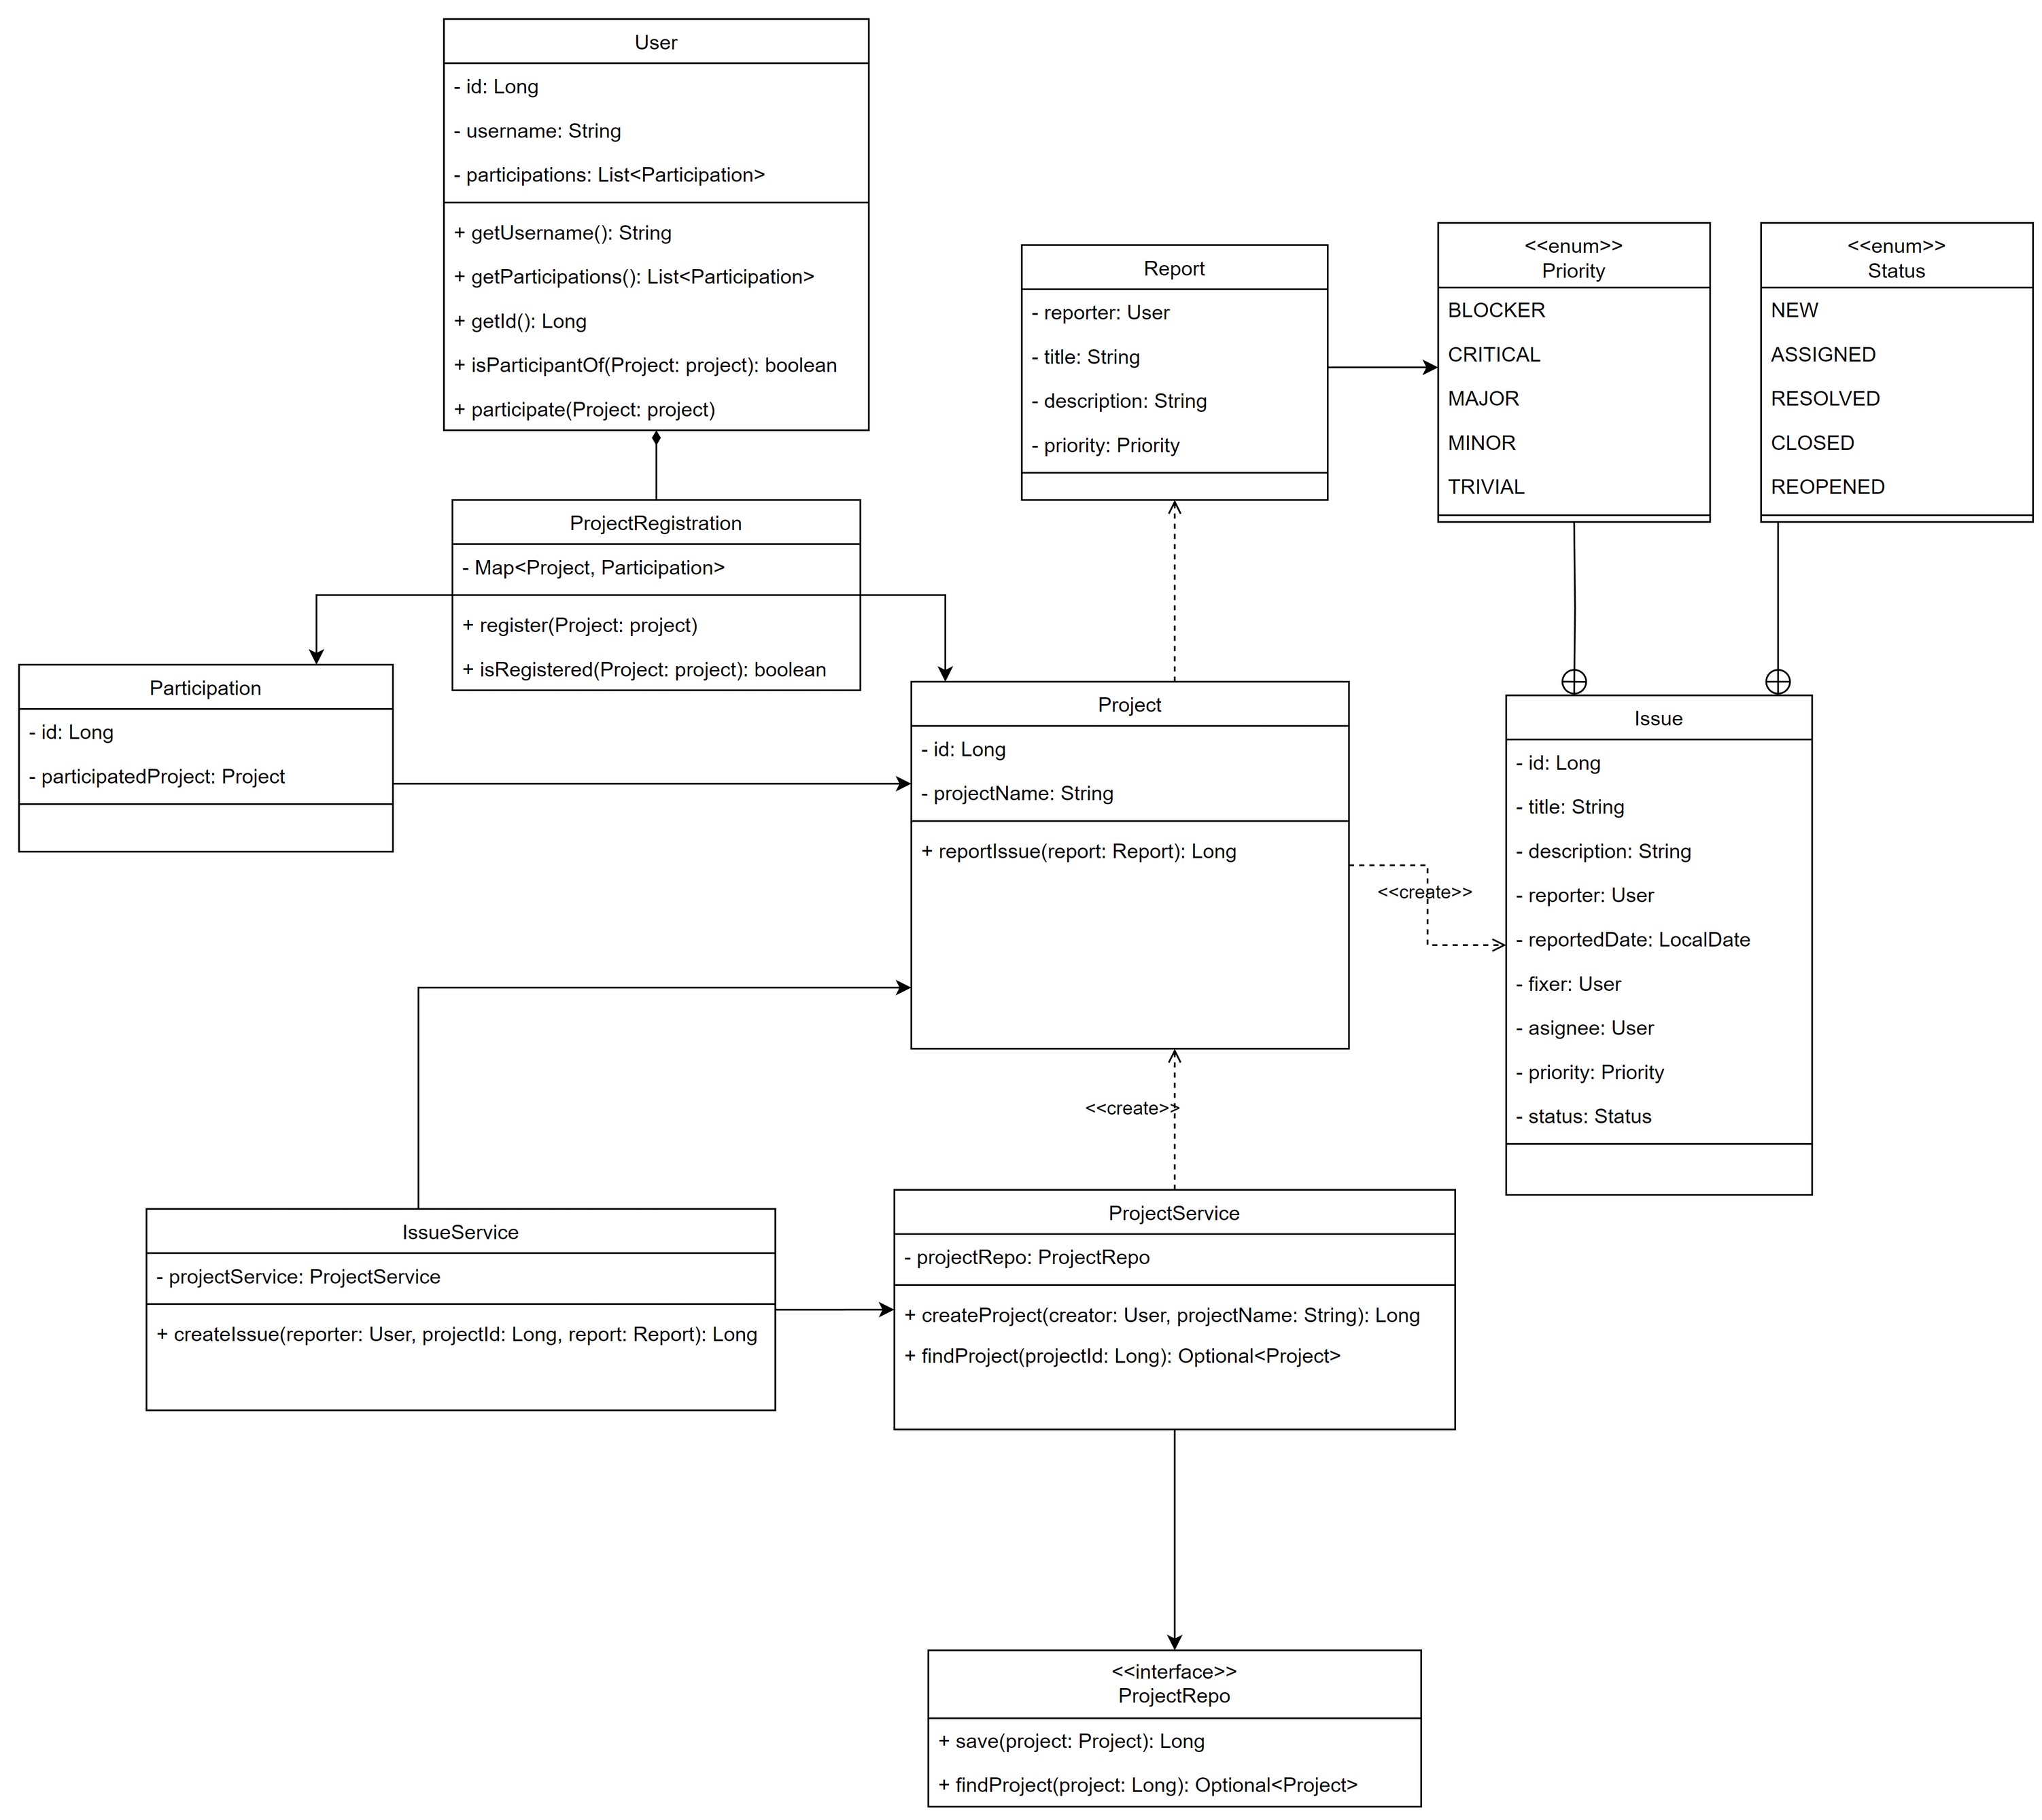 User
- id: Long
- username: String
- participations: List<Participation>
+ getUsername(): String
+ getParticipations(): List<Participation>
+ getId(): Long
+ isParticipantOf(Project: project): boolean
+ participate(Project: project)
Report
- reporter: User
- title: String
- description: String
- priority: Priority
<<enum>>
Priority
BLOCKER
CRITICAL
MAJOR
MINOR
TRIVIAL
<<enum>>
Status
NEW
ASSIGNED
RESOLVED
CLOSED
REOPENED
ProjectRegistration
- Map<Project, Participation>
+ register(Project: project)
+ isRegistered(Project: project): boolean
Participation
- id: Long
- participatedProject: Project
Project
- id: Long
- projectName: String
+ reportIssue(report: Report): Long
<<create>>
Issue
- id: Long
- title: String
- description: String
- reporter: User
- reportedDate: LocalDate
- fixer: User
- asignee: User
- priority: Priority
- status: Status
<<create>>
IssueService
- projectService: ProjectService
+ createIssue(reporter: User, projectId: Long, report: Report): Long
ProjectService
- projectRepo: ProjectRepo
+ createProject(creator: User, projectName: String): Long
+ findProject(projectId: Long): Optional<Project>
<<interface>>
ProjectRepo
+ save(project: Project): Long
+ findProject(project: Long): Optional<Project>